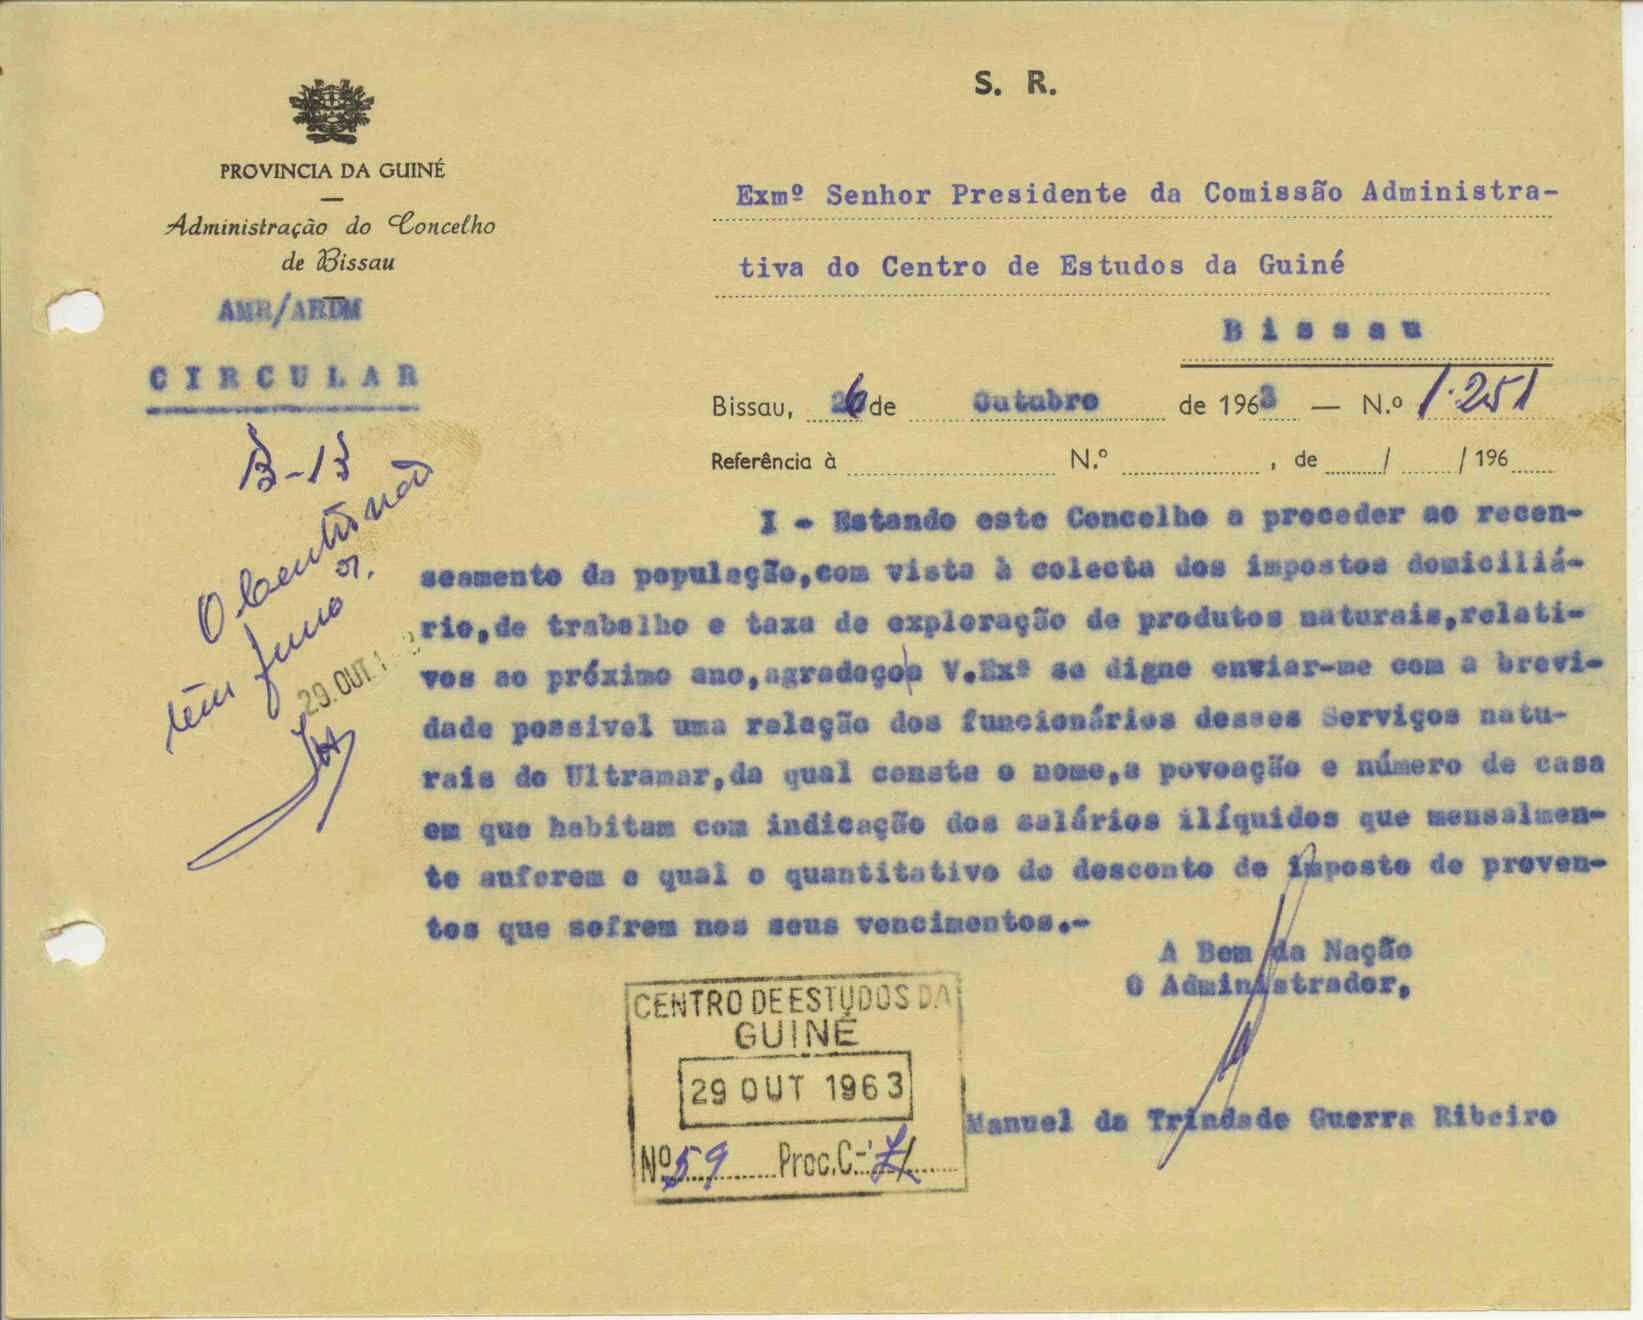 S. R.
PROVINCIA DA GUINÉ
Administração do Concelho
de Bissau
AMR/ARDM
CIRCULAR
Exmº Senhor Presidente da Comissão Administra-
tiva do Centro de Estudos da Guiné
Bissau
Bissau, 26 de Outubro de 1963 — N.º 1.251
Referência à N.º , de / / 196
B-13
O Centro não
tem
29. OUT. 1
I - Estando este Concelho a proceder ao recen-
seamento da população,com vista à colecta dos impostos domiciliá-
rio,de trabalho e taxa de exploração de produtos naturais,relati-
vos ao próximo ano,agradeço a V.Exª se digne enviar-me com a brevi-
dade possivel uma relação dos funcionários desses Serviços natu-
rais do Ultramar,da qual conste o nome,a povoação e número de casa
em que habitam com indicação dos salários ilíquidos que mensalmen-
te auferem e qual o quantitativo do desconto de imposto de proven-
tos que sofrem nos seus vencimentos.-
A Bem da Nação
O Administrador,
Manuel da Trindade Guerra Ribeiro
CENTRO DE ESTUDOS DA
GUINÉ
29 OUT 1963
Nº 59 Proc. C-